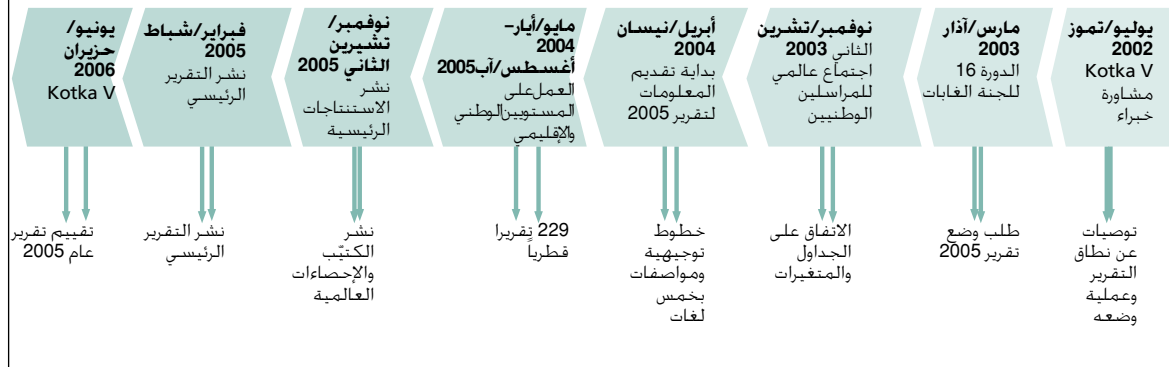 يوليو/تموز
2002
Kotka V
مشاورة
خبراء
مارس/آذار
2003
الدورة 16
للجنة الغابات
نوفمبر/تشرين
الثاني 2003
اجتماع عالمي
للمراسلين
الوطنيين
أبريل/نيسان
2004
بداية تقديم
المعلومات
لتقرير 2005
مايو/أيار–
2004
أغسطس/آب2005
العمل على
المستويين الوطني
والإقليمي
نوفمبر/
تشيرين
الثاني 2005
نشر
الاستنتاجات
الرئيسية
فبراير/شباط
2005
نشر التقرير
الرئيسي
يونيو/
حزيران
2006
Kotka V
توصيات
عن نطاق
التقرير
وعملية
وضعه
طلب وضع
تقرير 2005
الاتفاق على
الجداول
والمتغيرات
خطوط
توجيهية
ومواصفات
بخمس
لغات
229 تقريرا
قطرياً
نشر
الكتيّب
والإحصاءات
العالمية
نشر التقرير
الرئيسي
تقييم تقرير
عام 2005